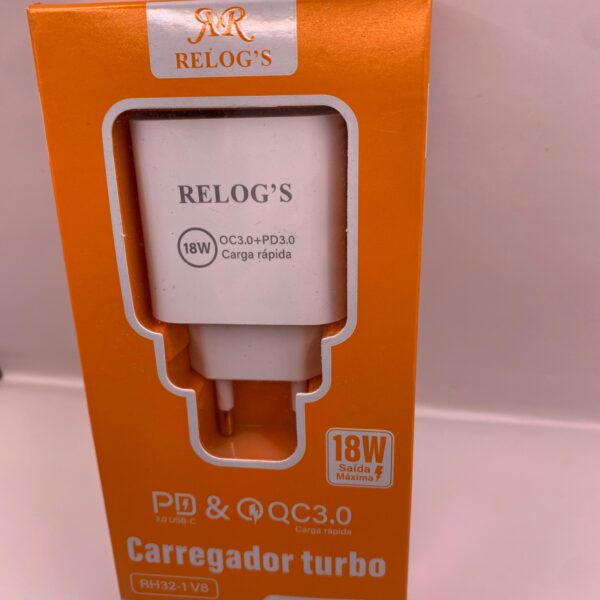 RR
RELOG'S
RELOG'S
18W
OC3.0+PD3.0
Carga rápida
18W
Saída
Máxima
PD & QC3.0
3.0 USB-C
Carga rápida
Carregador turbo
RH32-1 V8